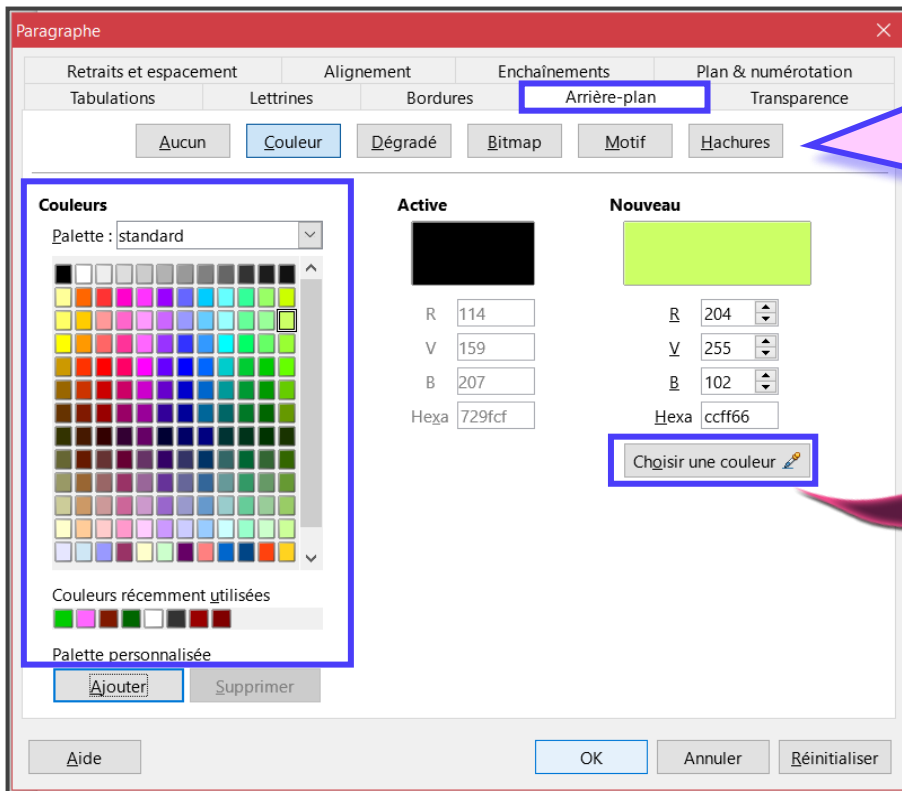 Paragraphe
Retraits et espacement Alignement Enchaînements Plan & numérotation
Tabulations Lettrines Bordures Arrière-plan Transparence
Aucun Couleur Dégradé Bitmap Motif Hachures
Couleurs Active Nouveau
Palette : standard
R 114 R 204
V 159 V 255
B 207 B 102
Hexa 729fcf Hexa ccff66
Choisir une couleur
Couleurs récemment utilisées
Palette personnalisée
Ajouter Supprimer
Aide OK Annuler Réinitialiser